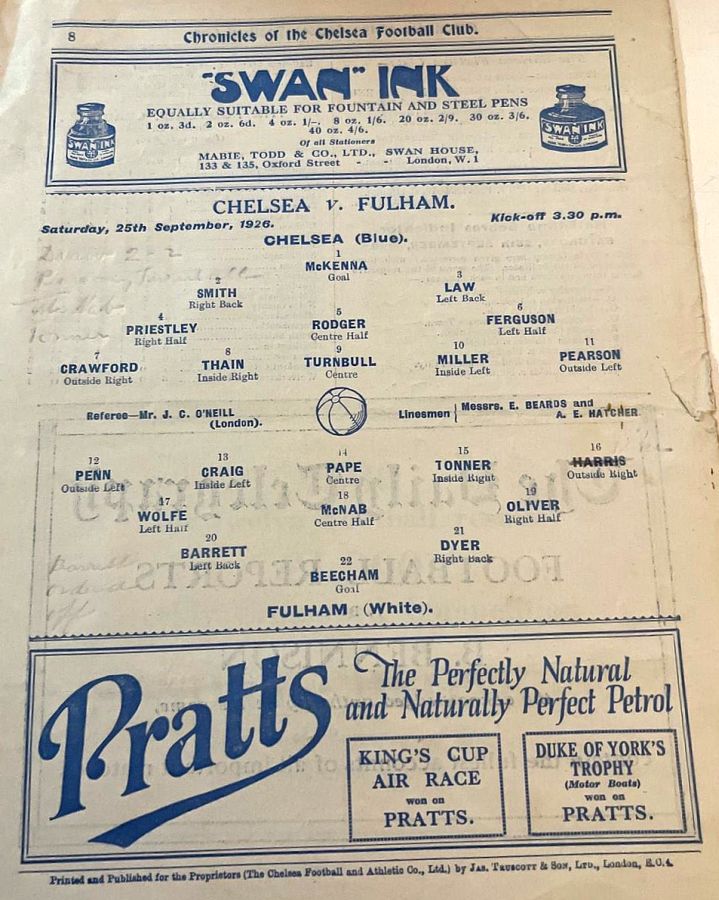 8
Chronicles of the Chelsea Football Club.
"SWAN" INK
EQUALLY SUITABLE FOR FOUNTAIN AND STEEL PENS
1 oz. 3d. 2 oz. 6d. 4 oz. 1/-. 8 oz. 1/6. 20 oz. 2/9. 30 oz. 3/6.
40 oz. 4/6.
Of all Stationers
MABIE, TODD & CO., LTD., SWAN HOUSE,
133 & 135, Oxford Street - - London, W.1
SWAN INK
SWAN INK
CHELSEA v. FULHAM.
Saturday, 25th September, 1926.
Kick-off 3.30 p.m.
CHELSEA (Blue).
1
McKENNA
Goal
2
SMITH
Right Back
3
LAW
Left Back
4
PRIESTLEY
Right Half
5
RODGER
Centre Half
6
FERGUSON
Left Half
7
CRAWFORD
Outside Right
8
THAIN
Inside Right
9
TURNBULL
Centre
10
MILLER
Inside Left
11
PEARSON
Outside Left
Referee—Mr. J. C. O'NEILL
(London).
Linesmen { Messrs. E. BEARDS and
A. E. HATCHER
12
PENN
Outside Left
13
CRAIG
Inside Left
14
PAPE
Centre
15
TONNER
Inside Right
16
HARRIS
Outside Right
17
WOLFE
Left Half
18
McNAB
Centre Half
19
OLIVER
Right Half
20
BARRETT
Left Back
21
DYER
Right Back
22
BEECHAM
Goal
FULHAM (White).
Barrett
off
Pratts
The Perfectly Natural
and Naturally Perfect Petrol
KING'S CUP
AIR RACE
won on
PRATTS.
DUKE OF YORK'S
TROPHY
(Motor Boats)
won on
PRATTS.
Printed and Published for the Proprietors (The Chelsea Football and Athletic Co., Ltd.) by JAS. TRUSCOTT & SON, LTD., London, E.C.4.